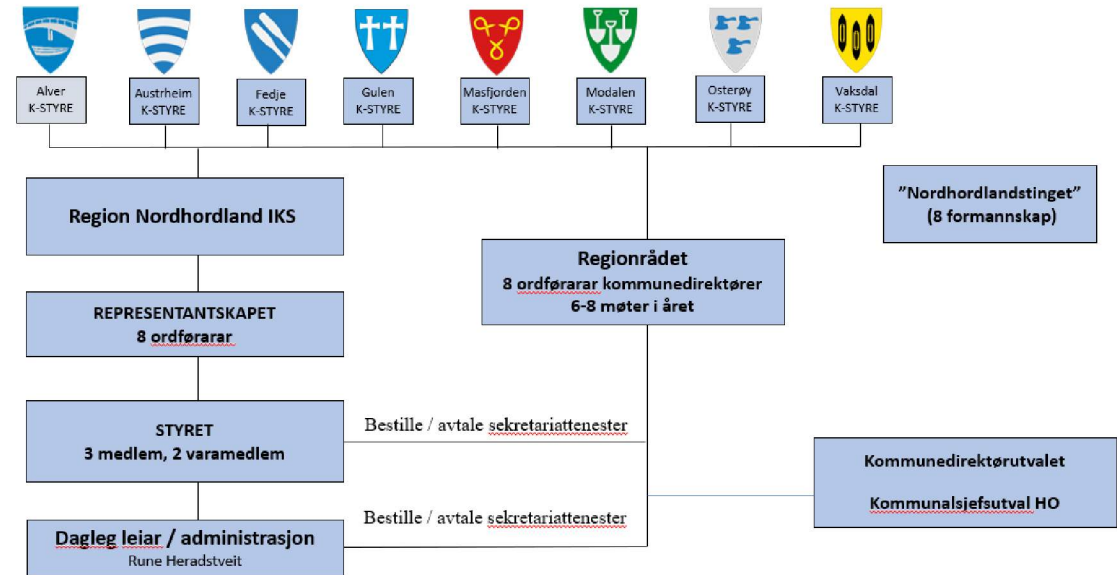 Alver
K-STYRE
Austrheim
K-STYRE
Fedje
K-STYRE
Gulen
K-STYRE
Masfjorden
K-STYRE
Modalen
K-STYRE
Osterøy
K-STYRE
Vaksdal
K-STYRE
Region Nordhordland IKS
"Nordhordlandstinget"
(8 formannskap)
Regionrådet
8 ordførarar kommunedirektører
6-8 møter i året
REPRESENTANTSKAPET
8 ordførarar
STYRET
3 medlem, 2 varamedlem
Bestille / avtale sekretariattenester
Kommunedirektørutvalet
Kommunalsjefsutval HO
Bestille / avtale sekretariattenester
Dagleg leiar / administrasjon
Rune Heradstveit